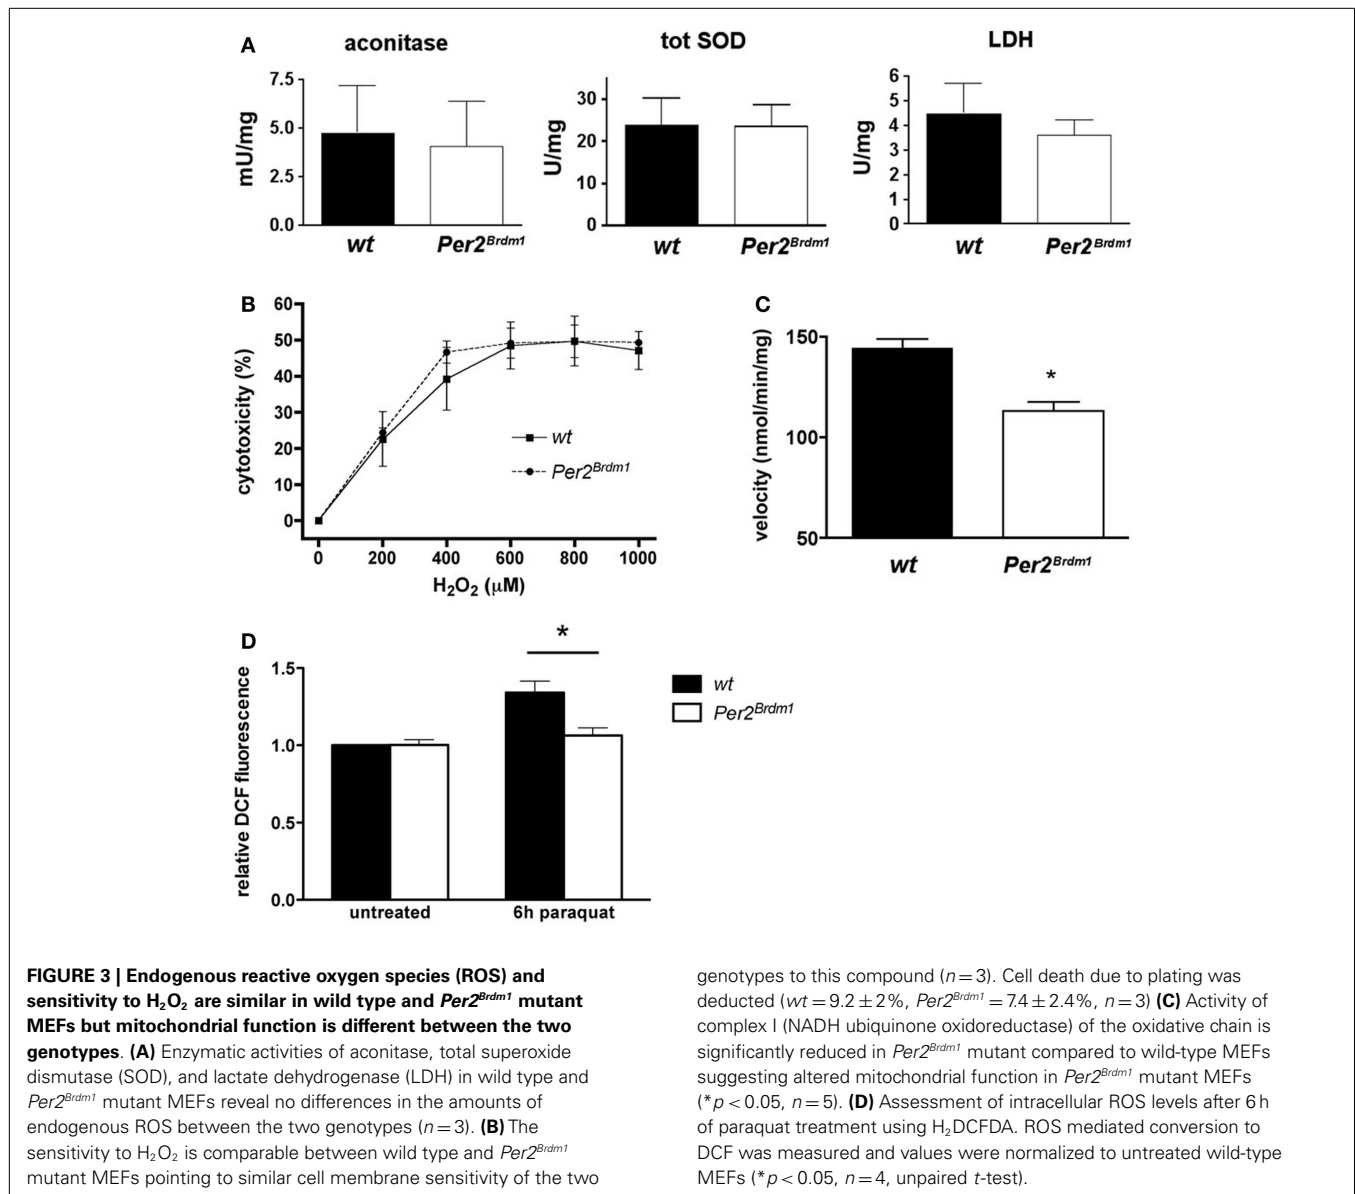 A
aconitase
tot SOD
LDH
mU/mg
7.5
5.0
2.5
0.0
wt
Per2Brdm1
U/mg
30
20
10
0
wt
Per2Brdm1
U/mg
6
5
4
3
2
1
0
wt
Per2Brdm1
B
cytotoxicity (%)
60
50
40
30
20
10
0
wt
Per2Brdm1
0
200
400
600
800
1000
H2O2 (μM)
C
velocity (nmol/min/mg)
150
100
50
*
wt
Per2Brdm1
D
relative DCF fluorescence
1.5
1.0
0.5
0.0
*
untreated
6h paraquat
wt
Per2Brdm1
FIGURE 3 | Endogenous reactive oxygen species (ROS) and
sensitivity to H2O2 are similar in wild type and Per2Brdm1 mutant
MEFs but mitochondrial function is different between the two
genotypes. (A) Enzymatic activities of aconitase, total superoxide
dismutase (SOD), and lactate dehydrogenase (LDH) in wild type and
Per2Brdm1 mutant MEFs reveal no differences in the amounts of
endogenous ROS between the two genotypes (n = 3). (B) The
sensitivity to H2O2 is comparable between wild type and Per2Brdm1
mutant MEFs pointing to similar cell membrane sensitivity of the two
genotypes to this compound (n = 3). Cell death due to plating was
deducted (wt = 9.2 ± 2%, Per2Brdm1 = 7.4 ± 2.4%, n = 3) (C) Activity of
complex I (NADH ubiquinone oxidoreductase) of the oxidative chain is
significantly reduced in Per2Brdm1 mutant compared to wild-type MEFs
suggesting altered mitochondrial function in Per2Brdm1 mutant MEFs
(*p < 0.05, n = 5). (D) Assessment of intracellular ROS levels after 6 h
of paraquat treatment using H2DCFDA. ROS mediated conversion to
DCF was measured and values were normalized to untreated wild-type
MEFs (*p < 0.05, n = 4, unpaired t-test).